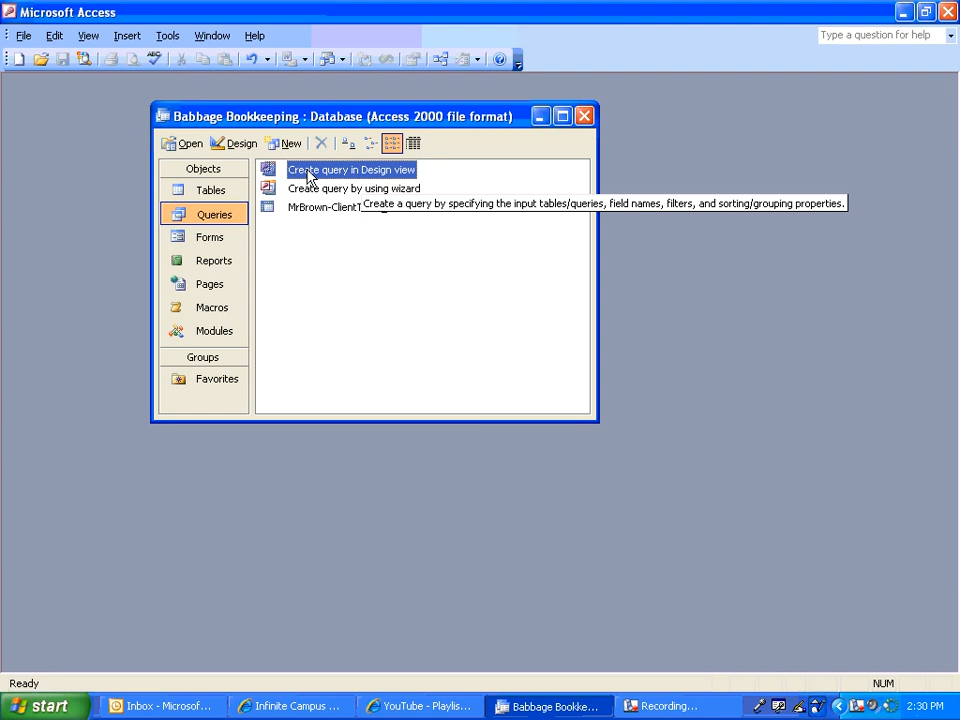 Microsoft Access
File Edit View Insert Tools Window Help
Type a question for help
Babbage Bookkeeping : Database (Access 2000 file format)
Open Design New
Objects
Tables
Queries
Forms
Reports
Pages
Macros
Modules
Groups
Favorites
Create query in Design view
Create query by using wizard
MrBrown-ClientT
Create a query by specifying the input tables/queries, field names, filters, and sorting/grouping properties.
Ready
NUM
start
Inbox - Microsof...
Infinite Campus ...
YouTube - Playlis...
Babbage Bookke...
Recording...
2:30 PM